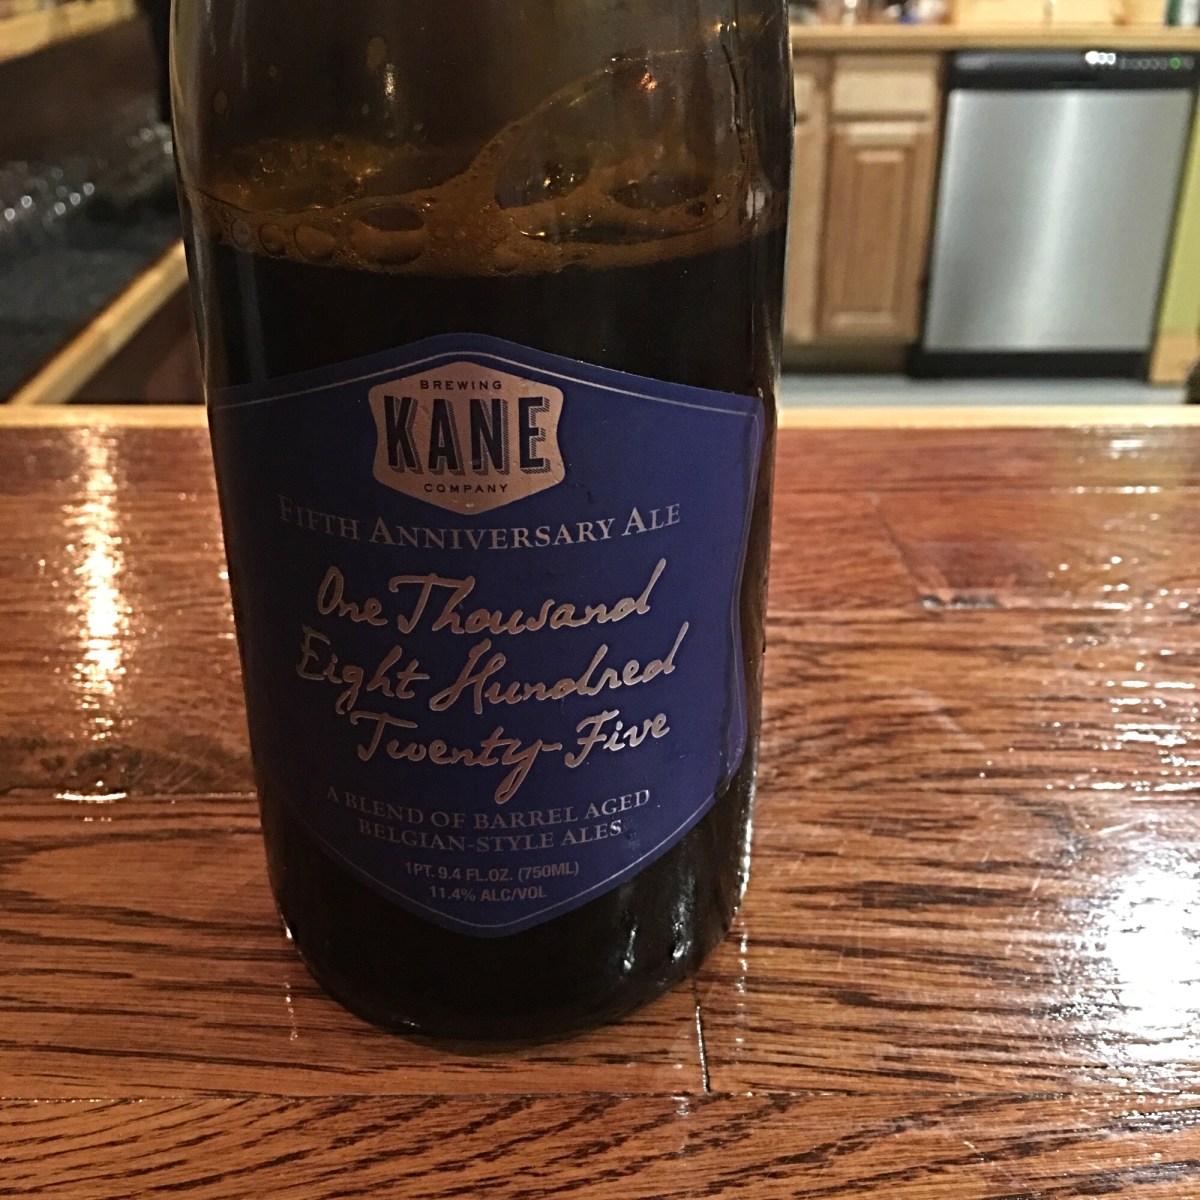 BREWING
KANE
COMPANY
FIFTH ANNIVERSARY ALE
One Thousand
Eight Hundred
Twenty-Five
A BLEND OF BARREL AGED
BELGIAN-STYLE ALES
1PT. 9.4 FL.OZ. (750ML)
11.4% ALC/VOL